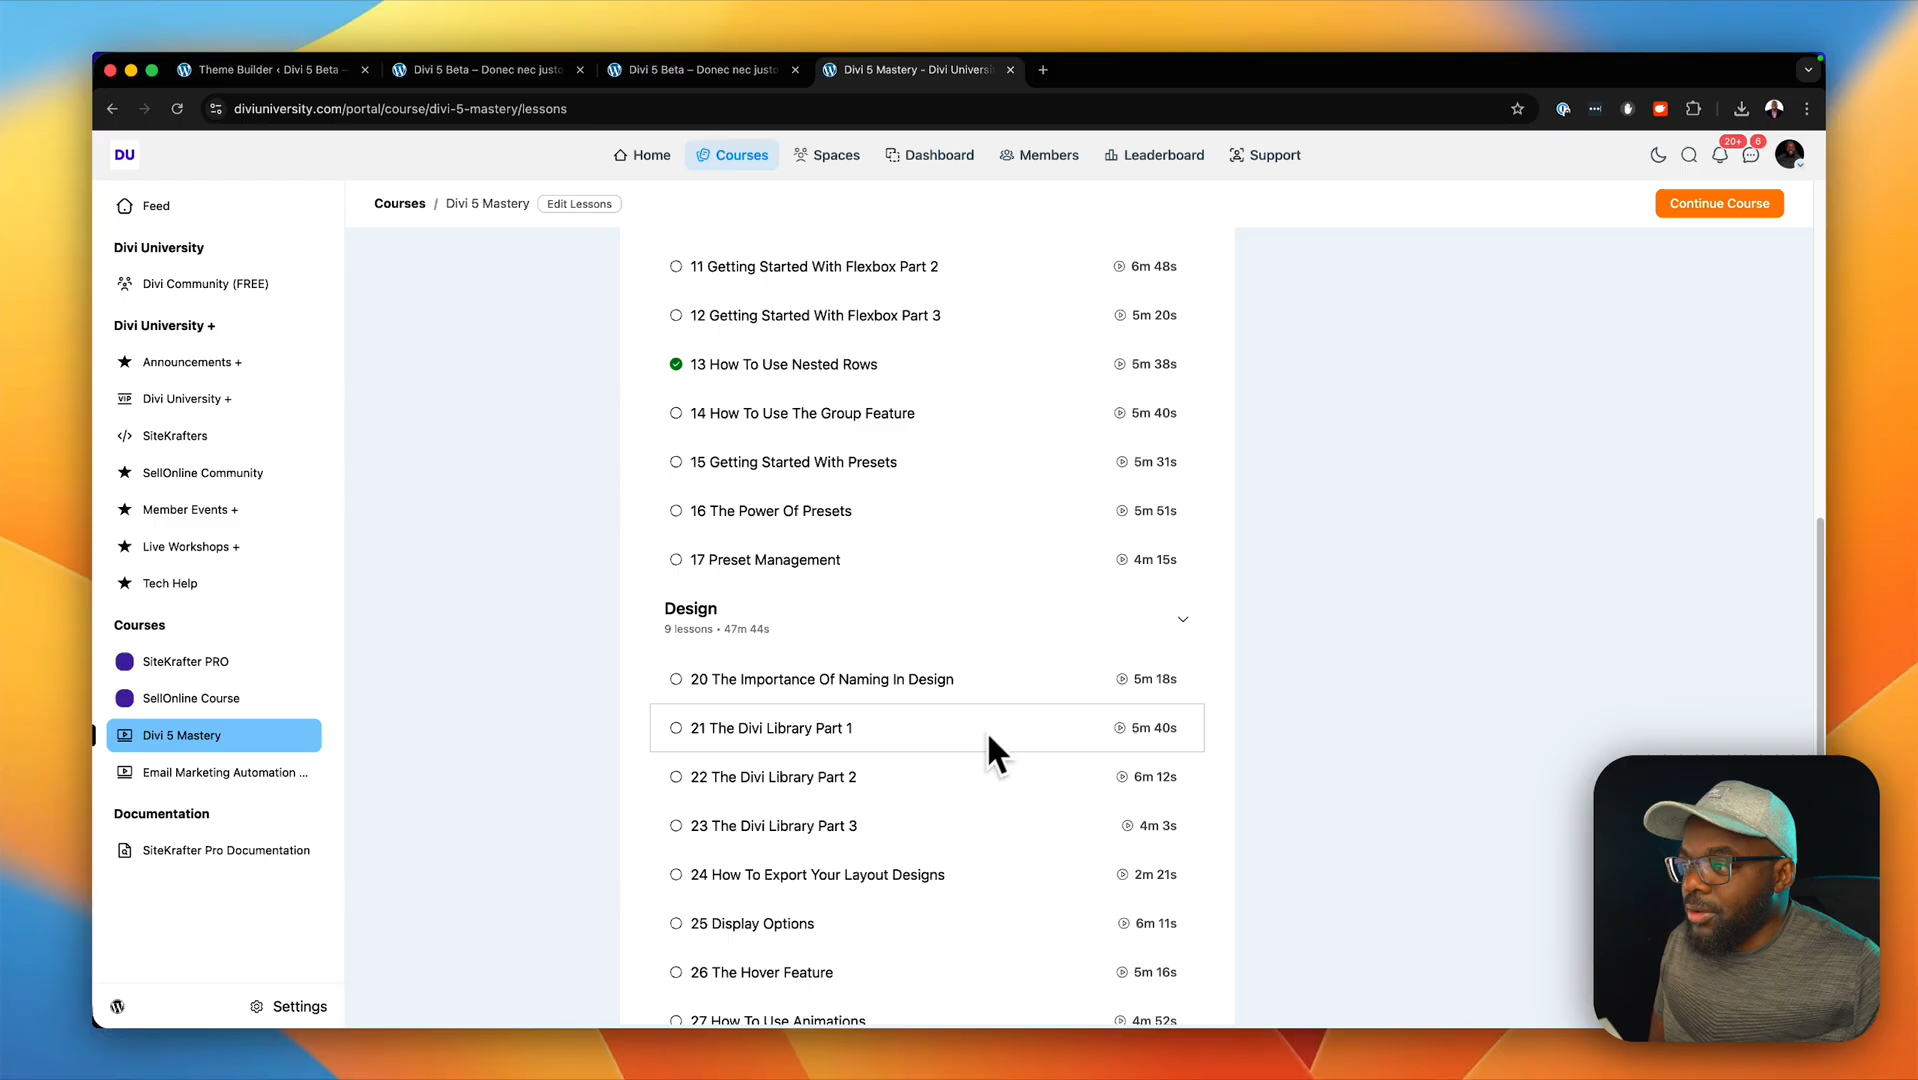 Theme Builder ‹ Divi 5 Beta –
Divi 5 Beta – Donec nec justo
Divi 5 Beta – Donec nec justo
Divi 5 Mastery - Divi Universi
diviuniversity.com/portal/course/divi-5-mastery/lessons
DU
Home
Courses
Spaces
Dashboard
Members
Leaderboard
Support
20+
6
Feed
Divi University
Divi Community (FREE)
Divi University +
Announcements +
VIP Divi University +
SiteKrafters
SellOnline Community
Member Events +
Live Workshops +
Tech Help
Courses
SiteKrafter PRO
SellOnline Course
Divi 5 Mastery
Email Marketing Automation ...
Documentation
SiteKrafter Pro Documentation
Settings
Courses / Divi 5 Mastery Edit Lessons
Continue Course
11 Getting Started With Flexbox Part 2 6m 48s
12 Getting Started With Flexbox Part 3 5m 20s
13 How To Use Nested Rows 5m 38s
14 How To Use The Group Feature 5m 40s
15 Getting Started With Presets 5m 31s
16 The Power Of Presets 5m 51s
17 Preset Management 4m 15s
Design
9 lessons • 47m 44s
20 The Importance Of Naming In Design 5m 18s
21 The Divi Library Part 1 5m 40s
22 The Divi Library Part 2 6m 12s
23 The Divi Library Part 3 4m 3s
24 How To Export Your Layout Designs 2m 21s
25 Display Options 6m 11s
26 The Hover Feature 5m 16s
27 How To Use Animations 4m 52s